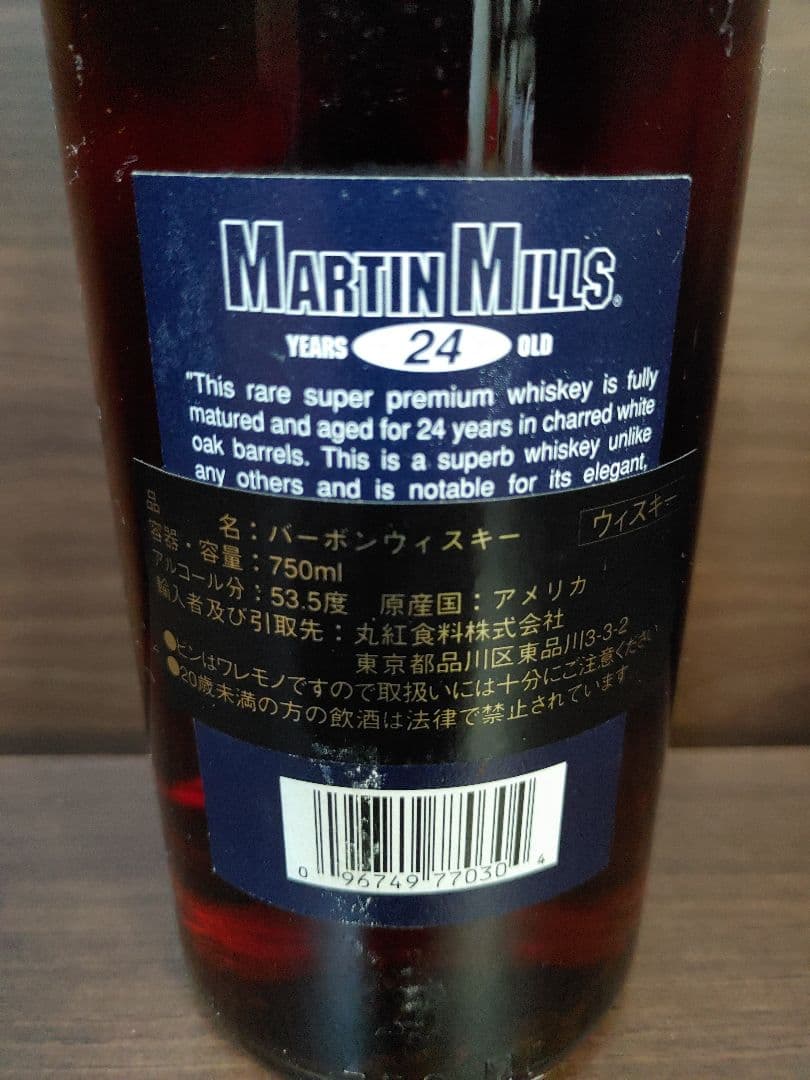 MARTIN MILLS®
YEARS 24 OLD
"This rare super premium whiskey is fully
matured and aged for 24 years in charred white
oak barrels. This is a superb whiskey unlike
any others and is notable for its elegant,
品 名：バーボンウィスキー ウィスキー
容器・容量：750ml
アルコール分：53.5度 原産国：アメリカ
輸入者及び引取先：丸紅食料株式会社
東京都品川区東品川3-3-2
●ビンはワレモノですので取扱いには十分にご注意ください
●20歳未満の方の飲酒は法律で禁止されています
0 96749 77030 4